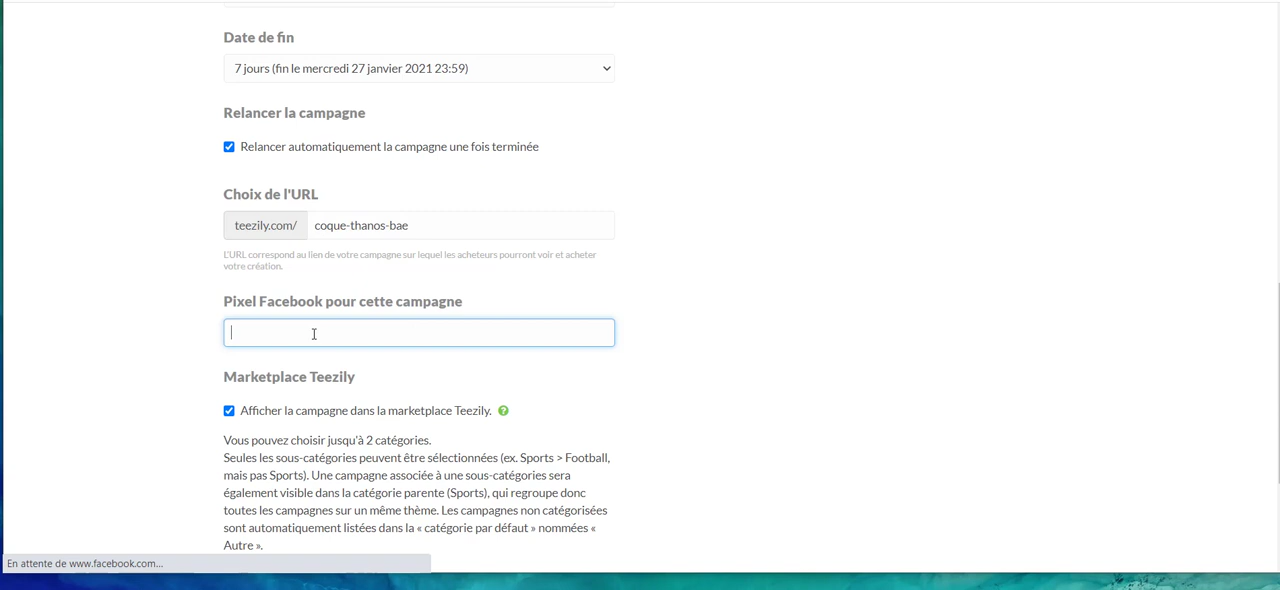 Date de fin
7 jours (fin le mercredi 27 janvier 2021 23:59)
Relancer la campagne
Relancer automatiquement la campagne une fois terminée
Choix de l'URL
teezily.com/ coque-thanos-bae
L'URL correspond au lien de votre campagne sur lequel les acheteurs pourront voir et acheter
votre création.
Pixel Facebook pour cette campagne
Marketplace Teezily
Afficher la campagne dans la marketplace Teezily. ?
Vous pouvez choisir jusqu'à 2 catégories.
Seules les sous-catégories peuvent être sélectionnées (ex. Sports > Football,
mais pas Sports). Une campagne associée à une sous-catégories sera
également visible dans la catégorie parente (Sports), qui regroupe donc
toutes les campagnes sur un même thème. Les campagnes non catégorisées
sont automatiquement listées dans la « catégorie par défaut » nommées «
Autre ».
En attente de www.facebook.com...